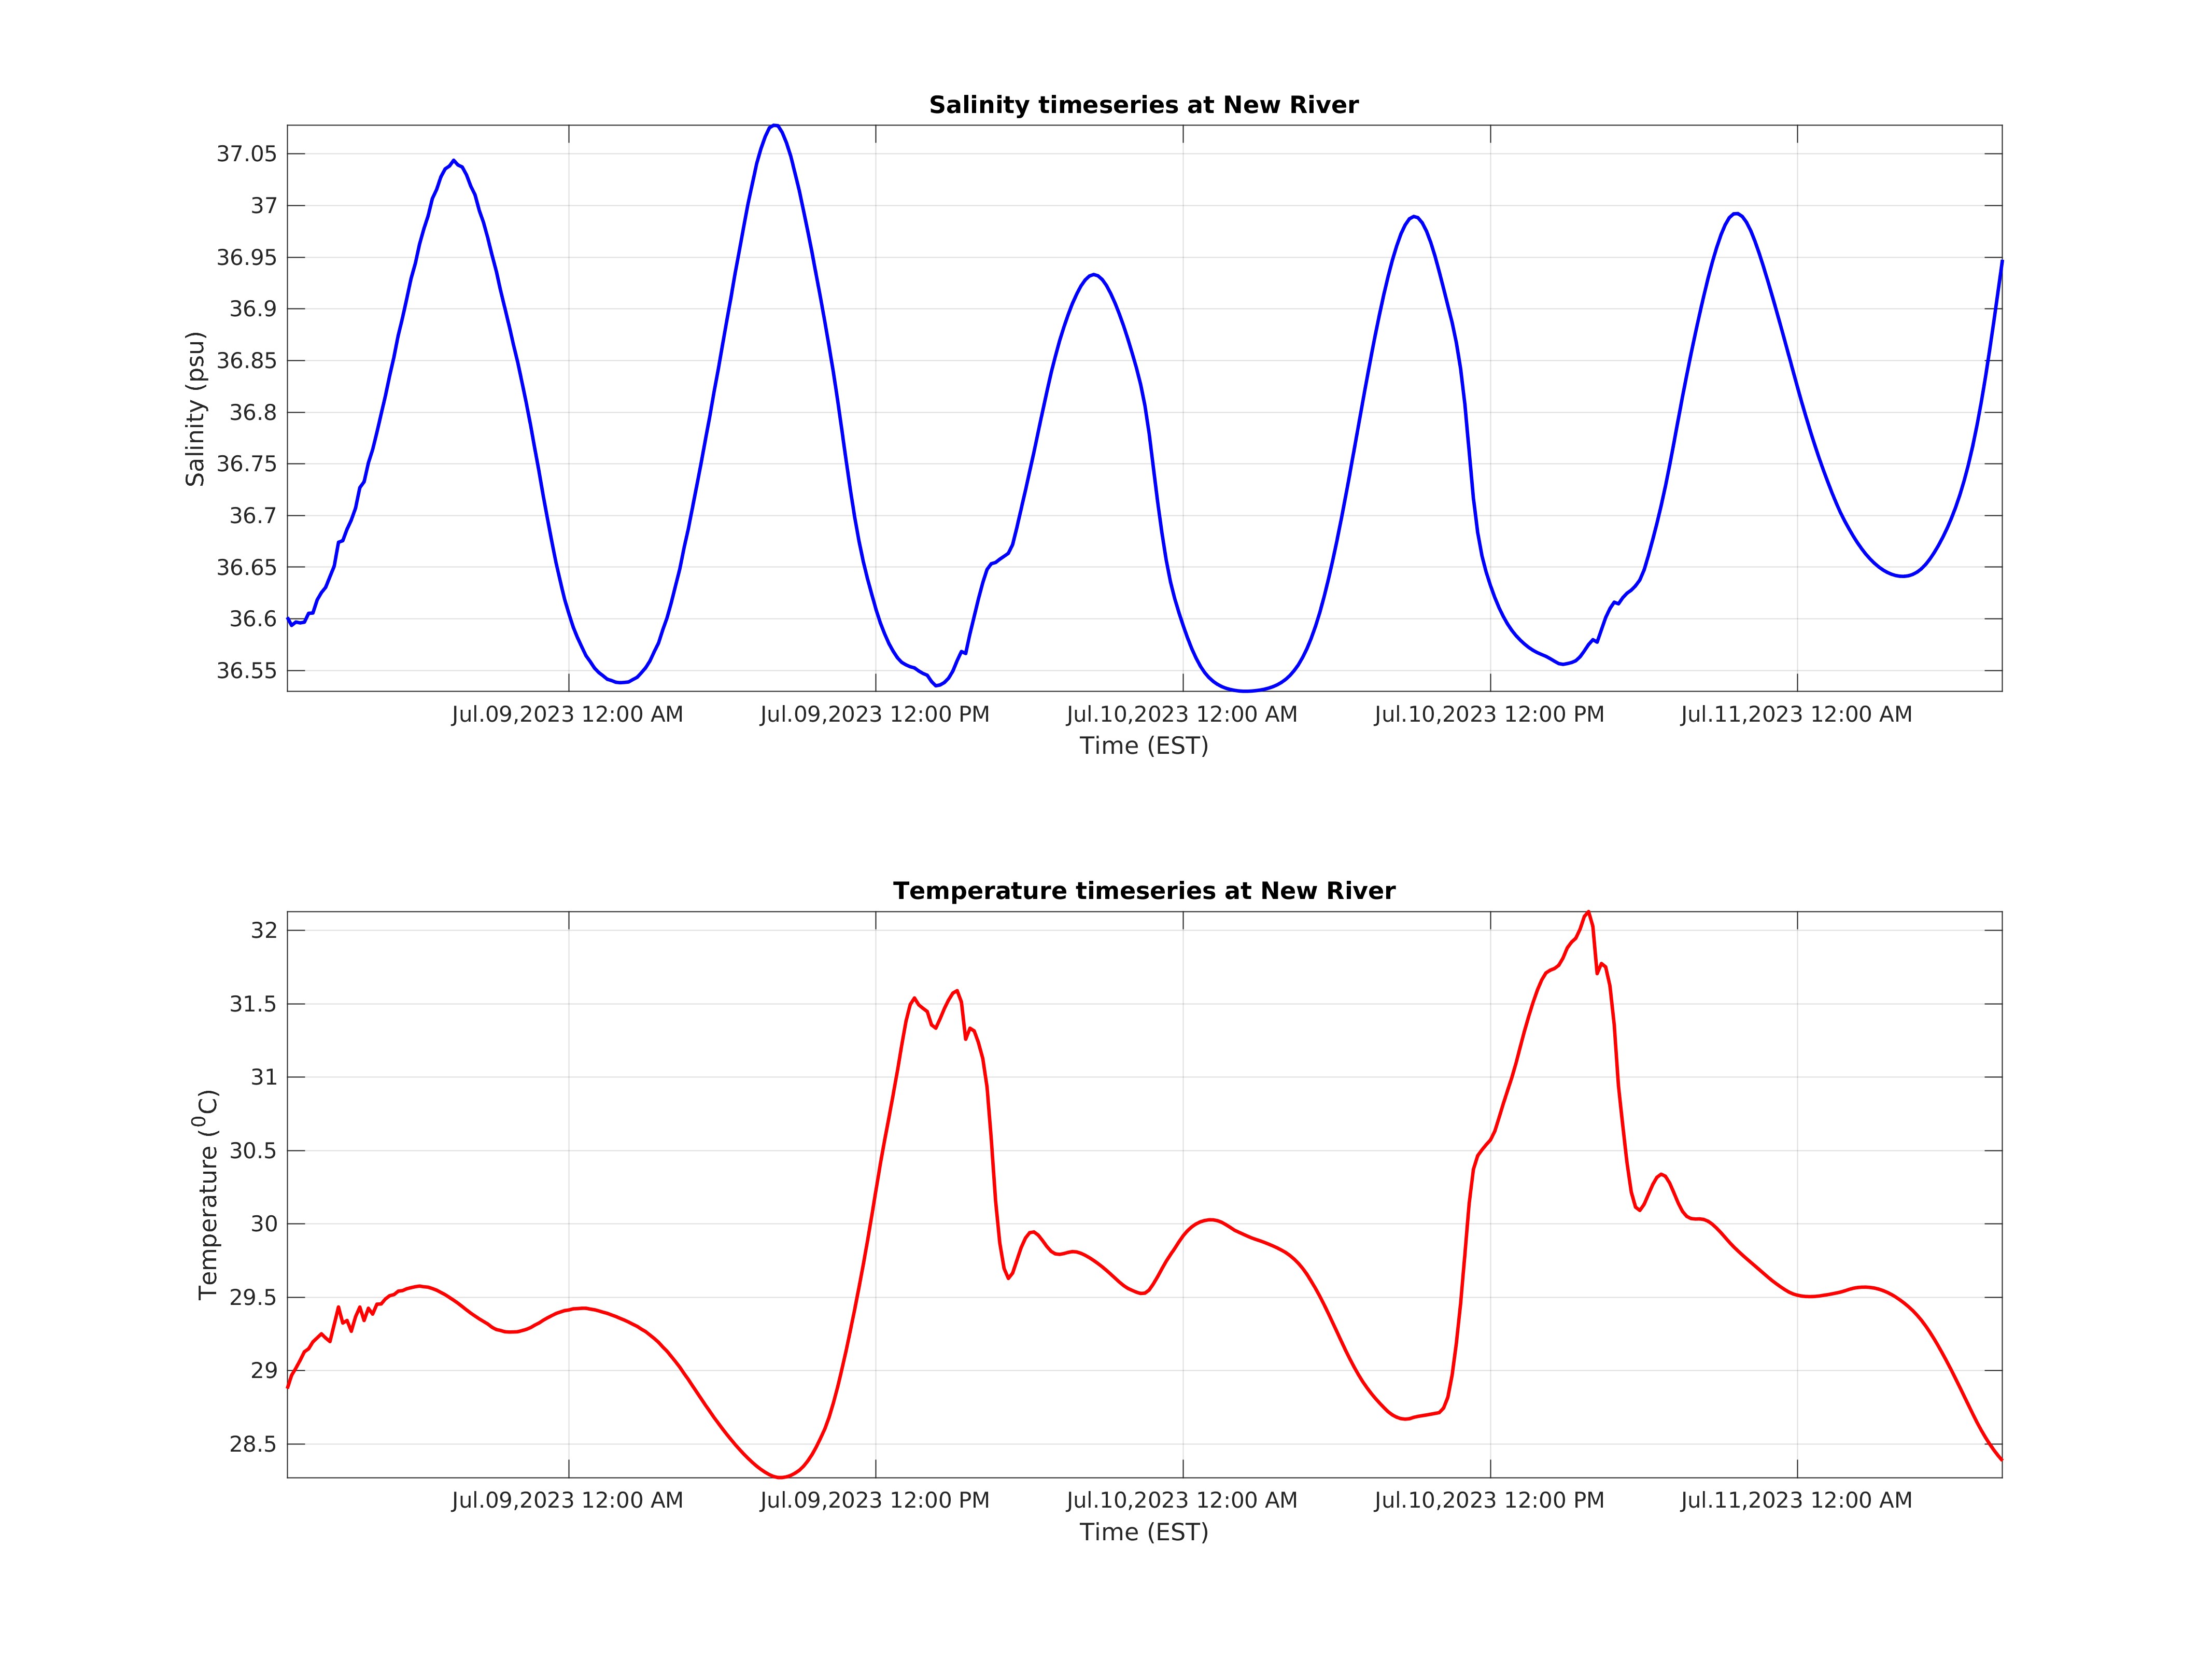 Salinity timeseries at New River
37.05
37
36.95
36.9
36.85
36.8
36.75
36.7
36.65
36.6
36.55
Salinity (psu)
Jul.09,2023 12:00 AM Jul.09,2023 12:00 PM Jul.10,2023 12:00 AM Jul.10,2023 12:00 PM Jul.11,2023 12:00 AM
Time (EST)
Temperature timeseries at New River
32
31.5
31
30.5
30
29.5
29
28.5
Temperature (⁰C)
Jul.09,2023 12:00 AM Jul.09,2023 12:00 PM Jul.10,2023 12:00 AM Jul.10,2023 12:00 PM Jul.11,2023 12:00 AM
Time (EST)